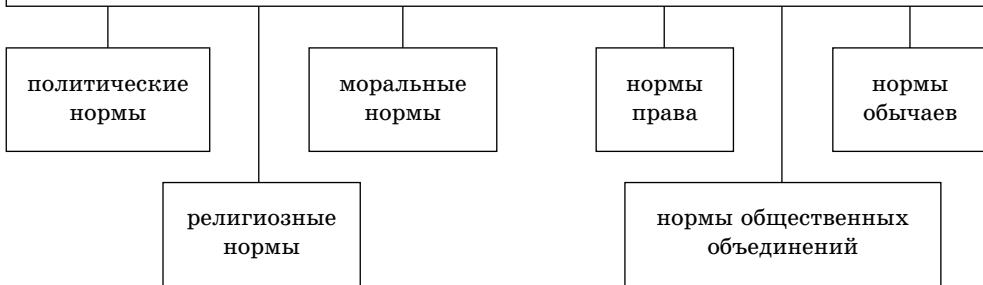 политические
нормы
моральные
нормы
нормы
права
нормы
обычаев
религиозные
нормы
нормы общественных
объединений